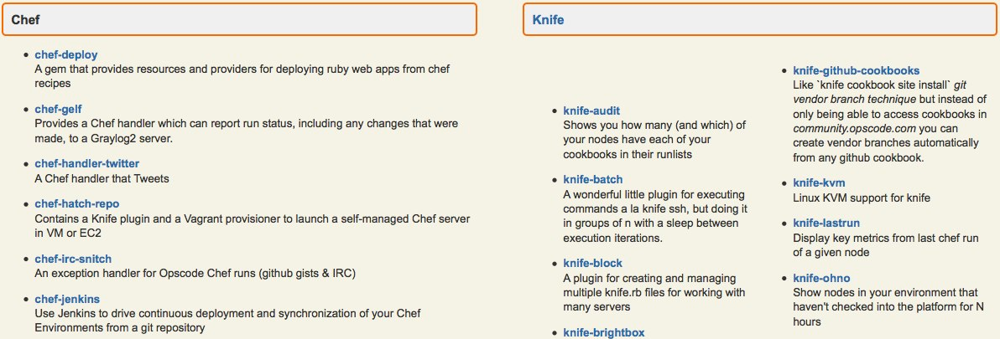 Chef
chef-deploy
A gem that provides resources and providers for deploying ruby web apps from chef
recipes
chef-gelf
Provides a Chef handler which can report run status, including any changes that were
made, to a Graylog2 server.
chef-handler-twitter
A Chef handler that Tweets
chef-hatch-repo
Contains a Knife plugin and a Vagrant provisioner to launch a self-managed Chef server
in VM or EC2
chef-irc-snitch
An exception handler for Opscode Chef runs (github gists & IRC)
chef-jenkins
Use Jenkins to drive continuous deployment and synchronization of your Chef
Environments from a git repository
Knife
knife-audit
Shows you how many (and which) of
your nodes have each of your
cookbooks in their runlists
knife-batch
A wonderful little plugin for executing
commands a la knife ssh, but doing it
in groups of n with a sleep between
execution iterations.
knife-block
A plugin for creating and managing
multiple knife.rb files for working with
many servers
knife-brightbox
knife-github-cookbooks
Like `knife cookbook site install` git
vendor branch technique but instead of
only being able to access cookbooks in
community.opscode.com you can
create vendor branches automatically
from any github cookbook.
knife-kvm
Linux KVM support for knife
knife-lastrun
Display key metrics from last chef run
of a given node
knife-ohno
Show nodes in your environment that
haven't checked into the platform for N
hours